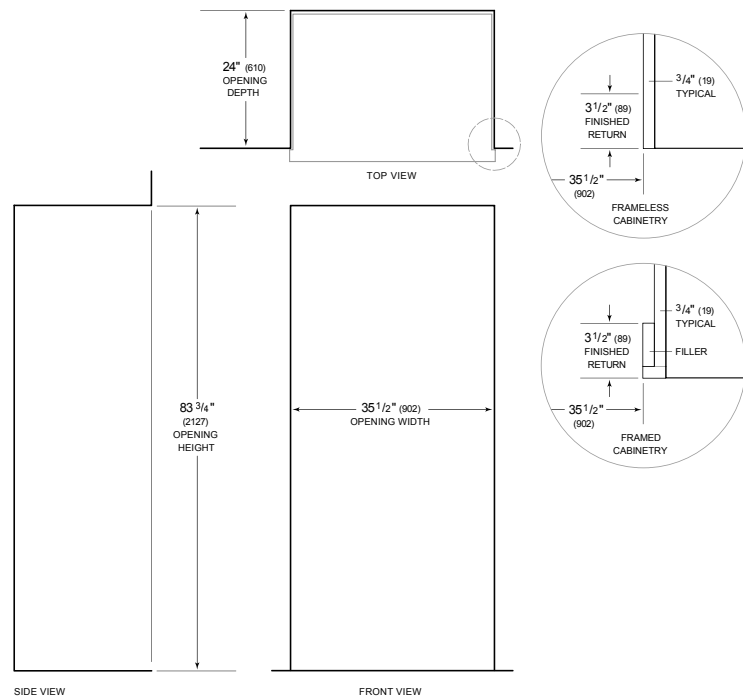 24" (610)
OPENING
DEPTH
TOP VIEW
3/4" (19)
TYPICAL
3 1/2" (89)
FINISHED
RETURN
35 1/2"
(902)
FRAMELESS
CABINETRY
3/4" (19)
TYPICAL
3 1/2" (89)
FINISHED
RETURN
FILLER
35 1/2"
(902)
FRAMED
CABINETRY
83 3/4"
(2127)
OPENING
HEIGHT
35 1/2" (902)
OPENING WIDTH
SIDE VIEW
FRONT VIEW